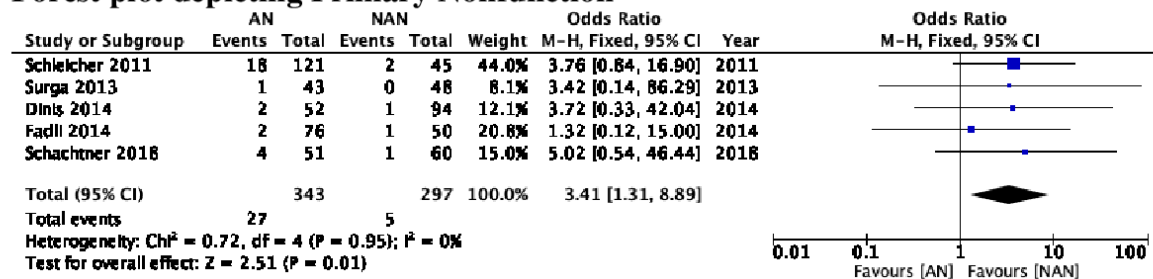 Forest plot depicting Primary Nonfunction
AN NAN Odds Ratio Odds Ratio
Study or Subgroup Events Total Events Total Weight M-H, Fixed, 95% CI Year M-H, Fixed, 95% CI
Schleicher 2011 18 121 2 45 44.0% 3.76 [0.84, 16.90] 2011
Surga 2013 1 43 0 48 8.1% 3.42 [0.14, 86.29] 2013
Dinis 2014 2 52 1 94 12.1% 3.72 [0.33, 42.04] 2014
Fadli 2014 2 76 1 50 20.8% 1.32 [0.12, 15.00] 2014
Schachtner 2018 4 51 1 60 15.0% 5.02 [0.54, 46.44] 2018
Total (95% CI) 343 297 100.0% 3.41 [1.31, 8.89]
Total events 27 5
Heterogeneity: Chi² = 0.72, df = 4 (P = 0.95); I² = 0%
Test for overall effect: Z = 2.51 (P = 0.01)
0.01 0.1 1 10 100
Favours [AN] Favours [NAN]